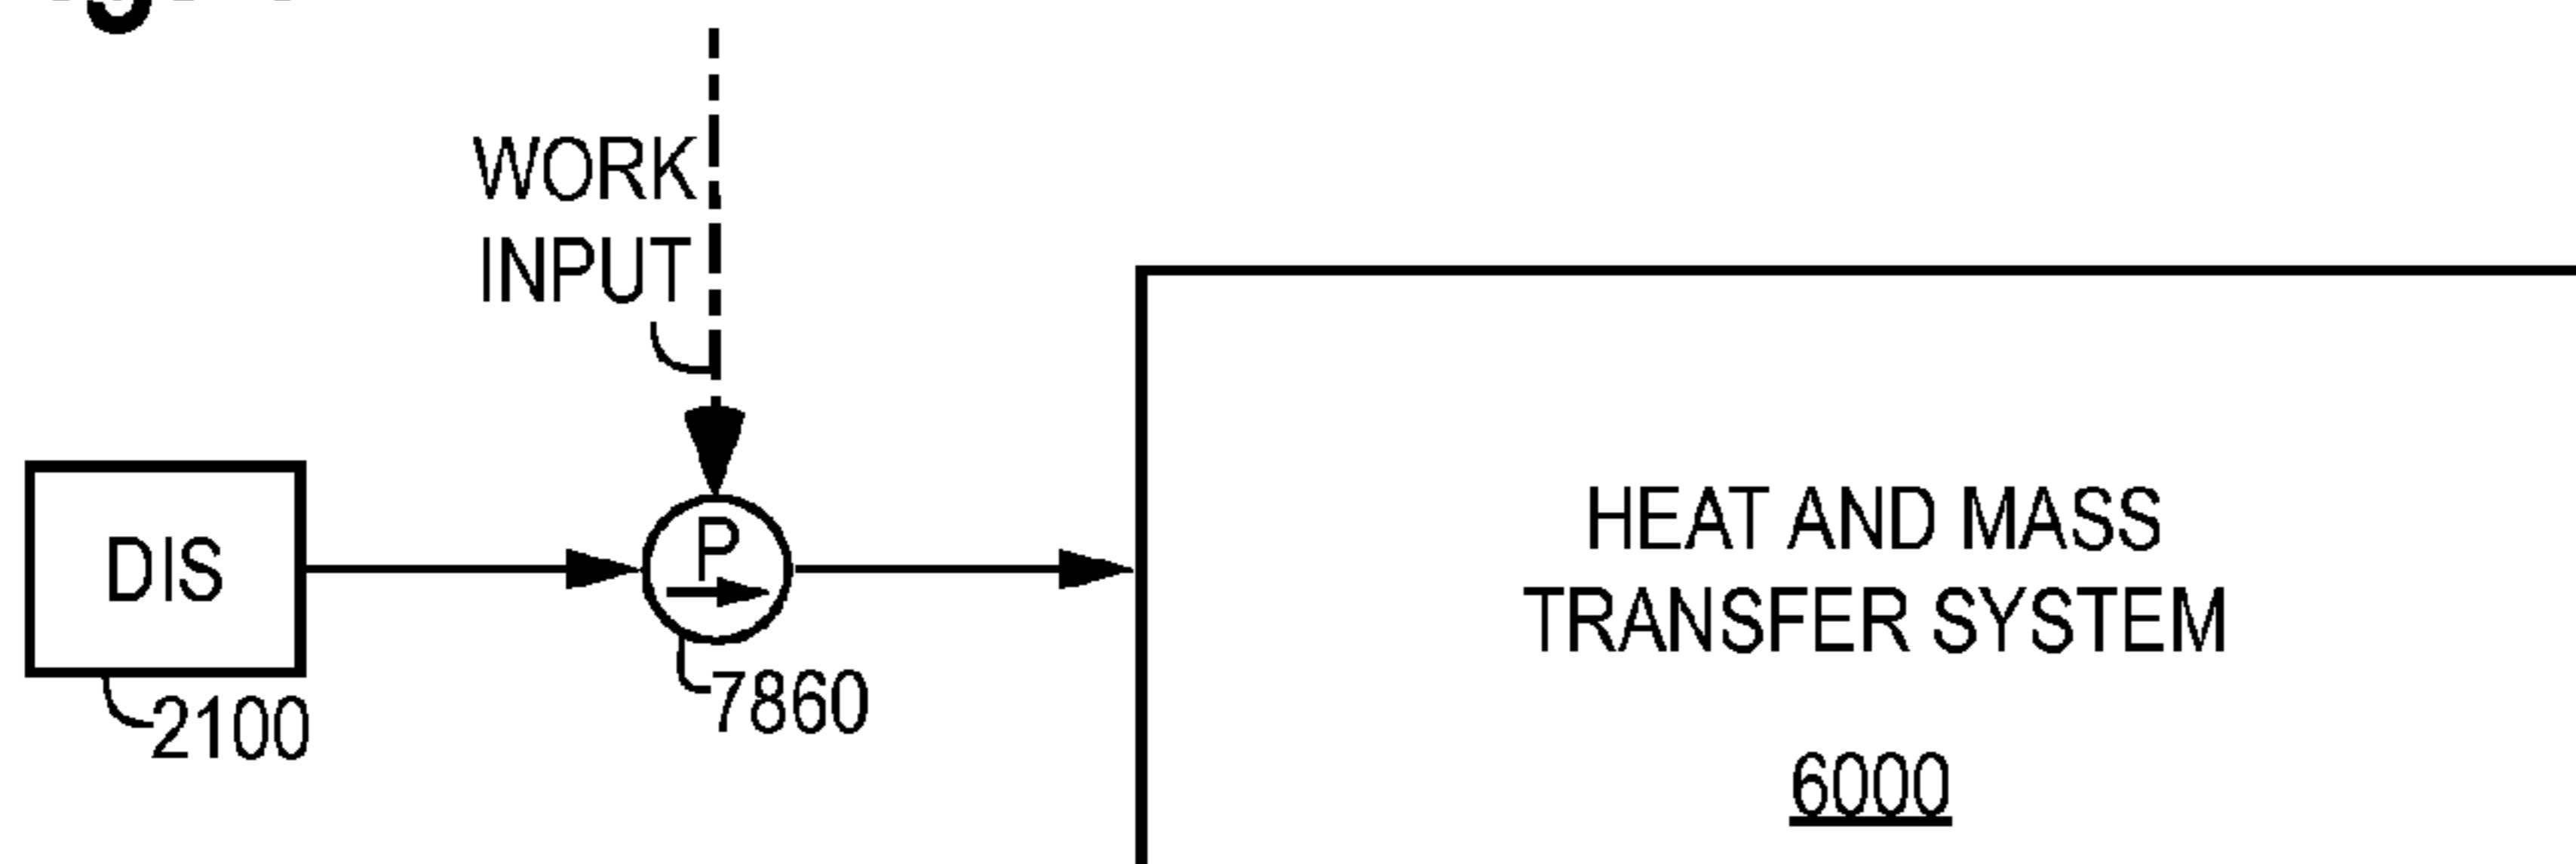 WORK
INPUT
DIS
P
HEAT AND MASS
TRANSFER SYSTEM
2100
7860
6000